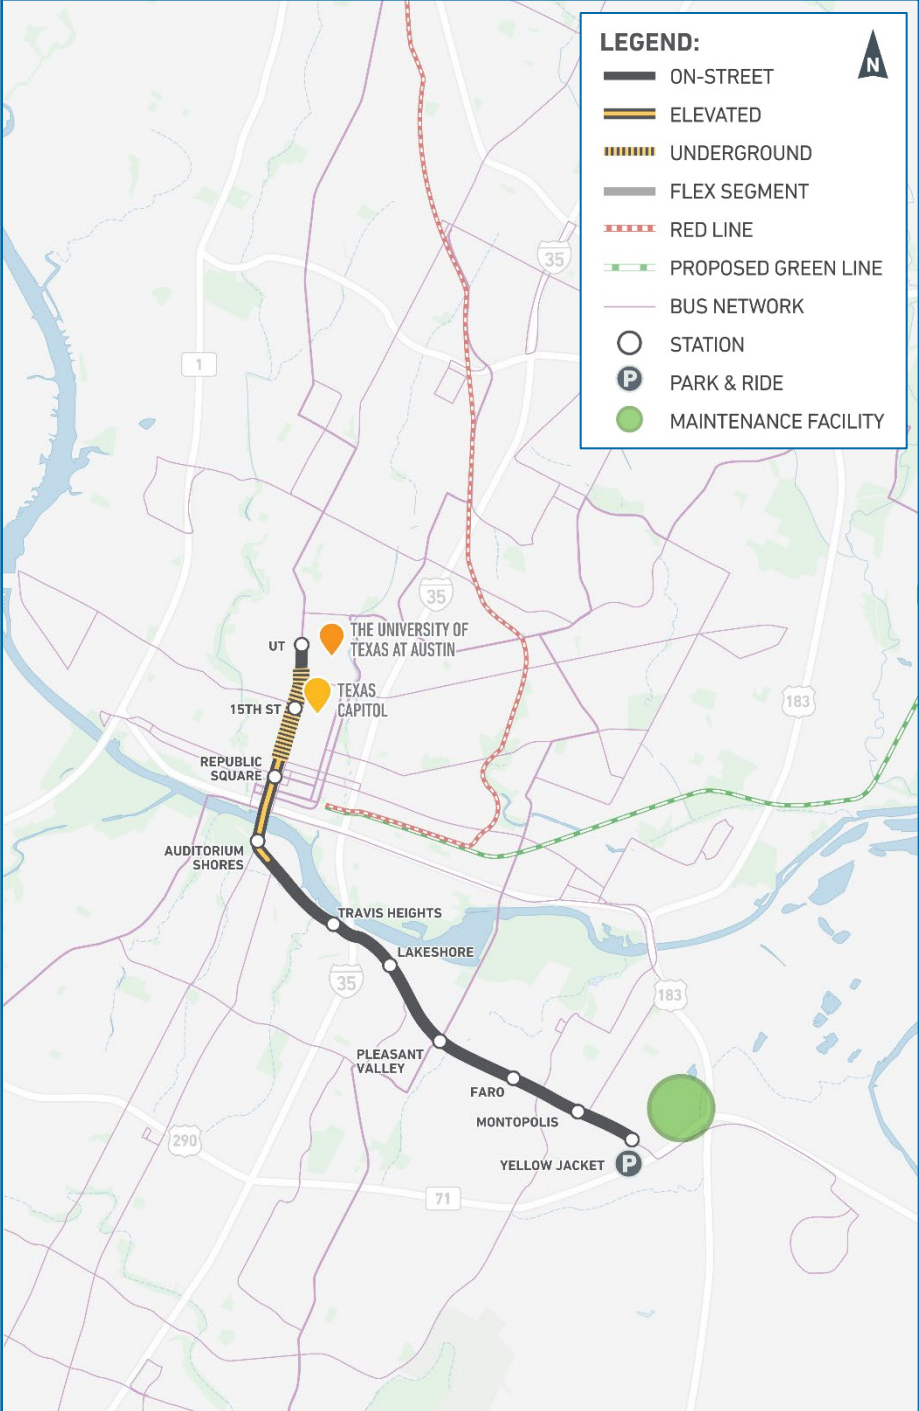 LEGEND:
N
ON-STREET
ELEVATED
UNDERGROUND
FLEX SEGMENT
RED LINE
PROPOSED GREEN LINE
BUS NETWORK
STATION
P
PARK & RIDE
MAINTENANCE FACILITY
35
1
35
UT
THE UNIVERSITY OF
TEXAS AT AUSTIN
TEXAS
CAPITOL
15TH ST
183
REPUBLIC
SQUARE
AUDITORIUM
SHORES
TRAVIS HEIGHTS
LAKESHORE
35
183
PLEASANT
VALLEY
FARO
MONTOPOLIS
290
YELLOW JACKET
P
71